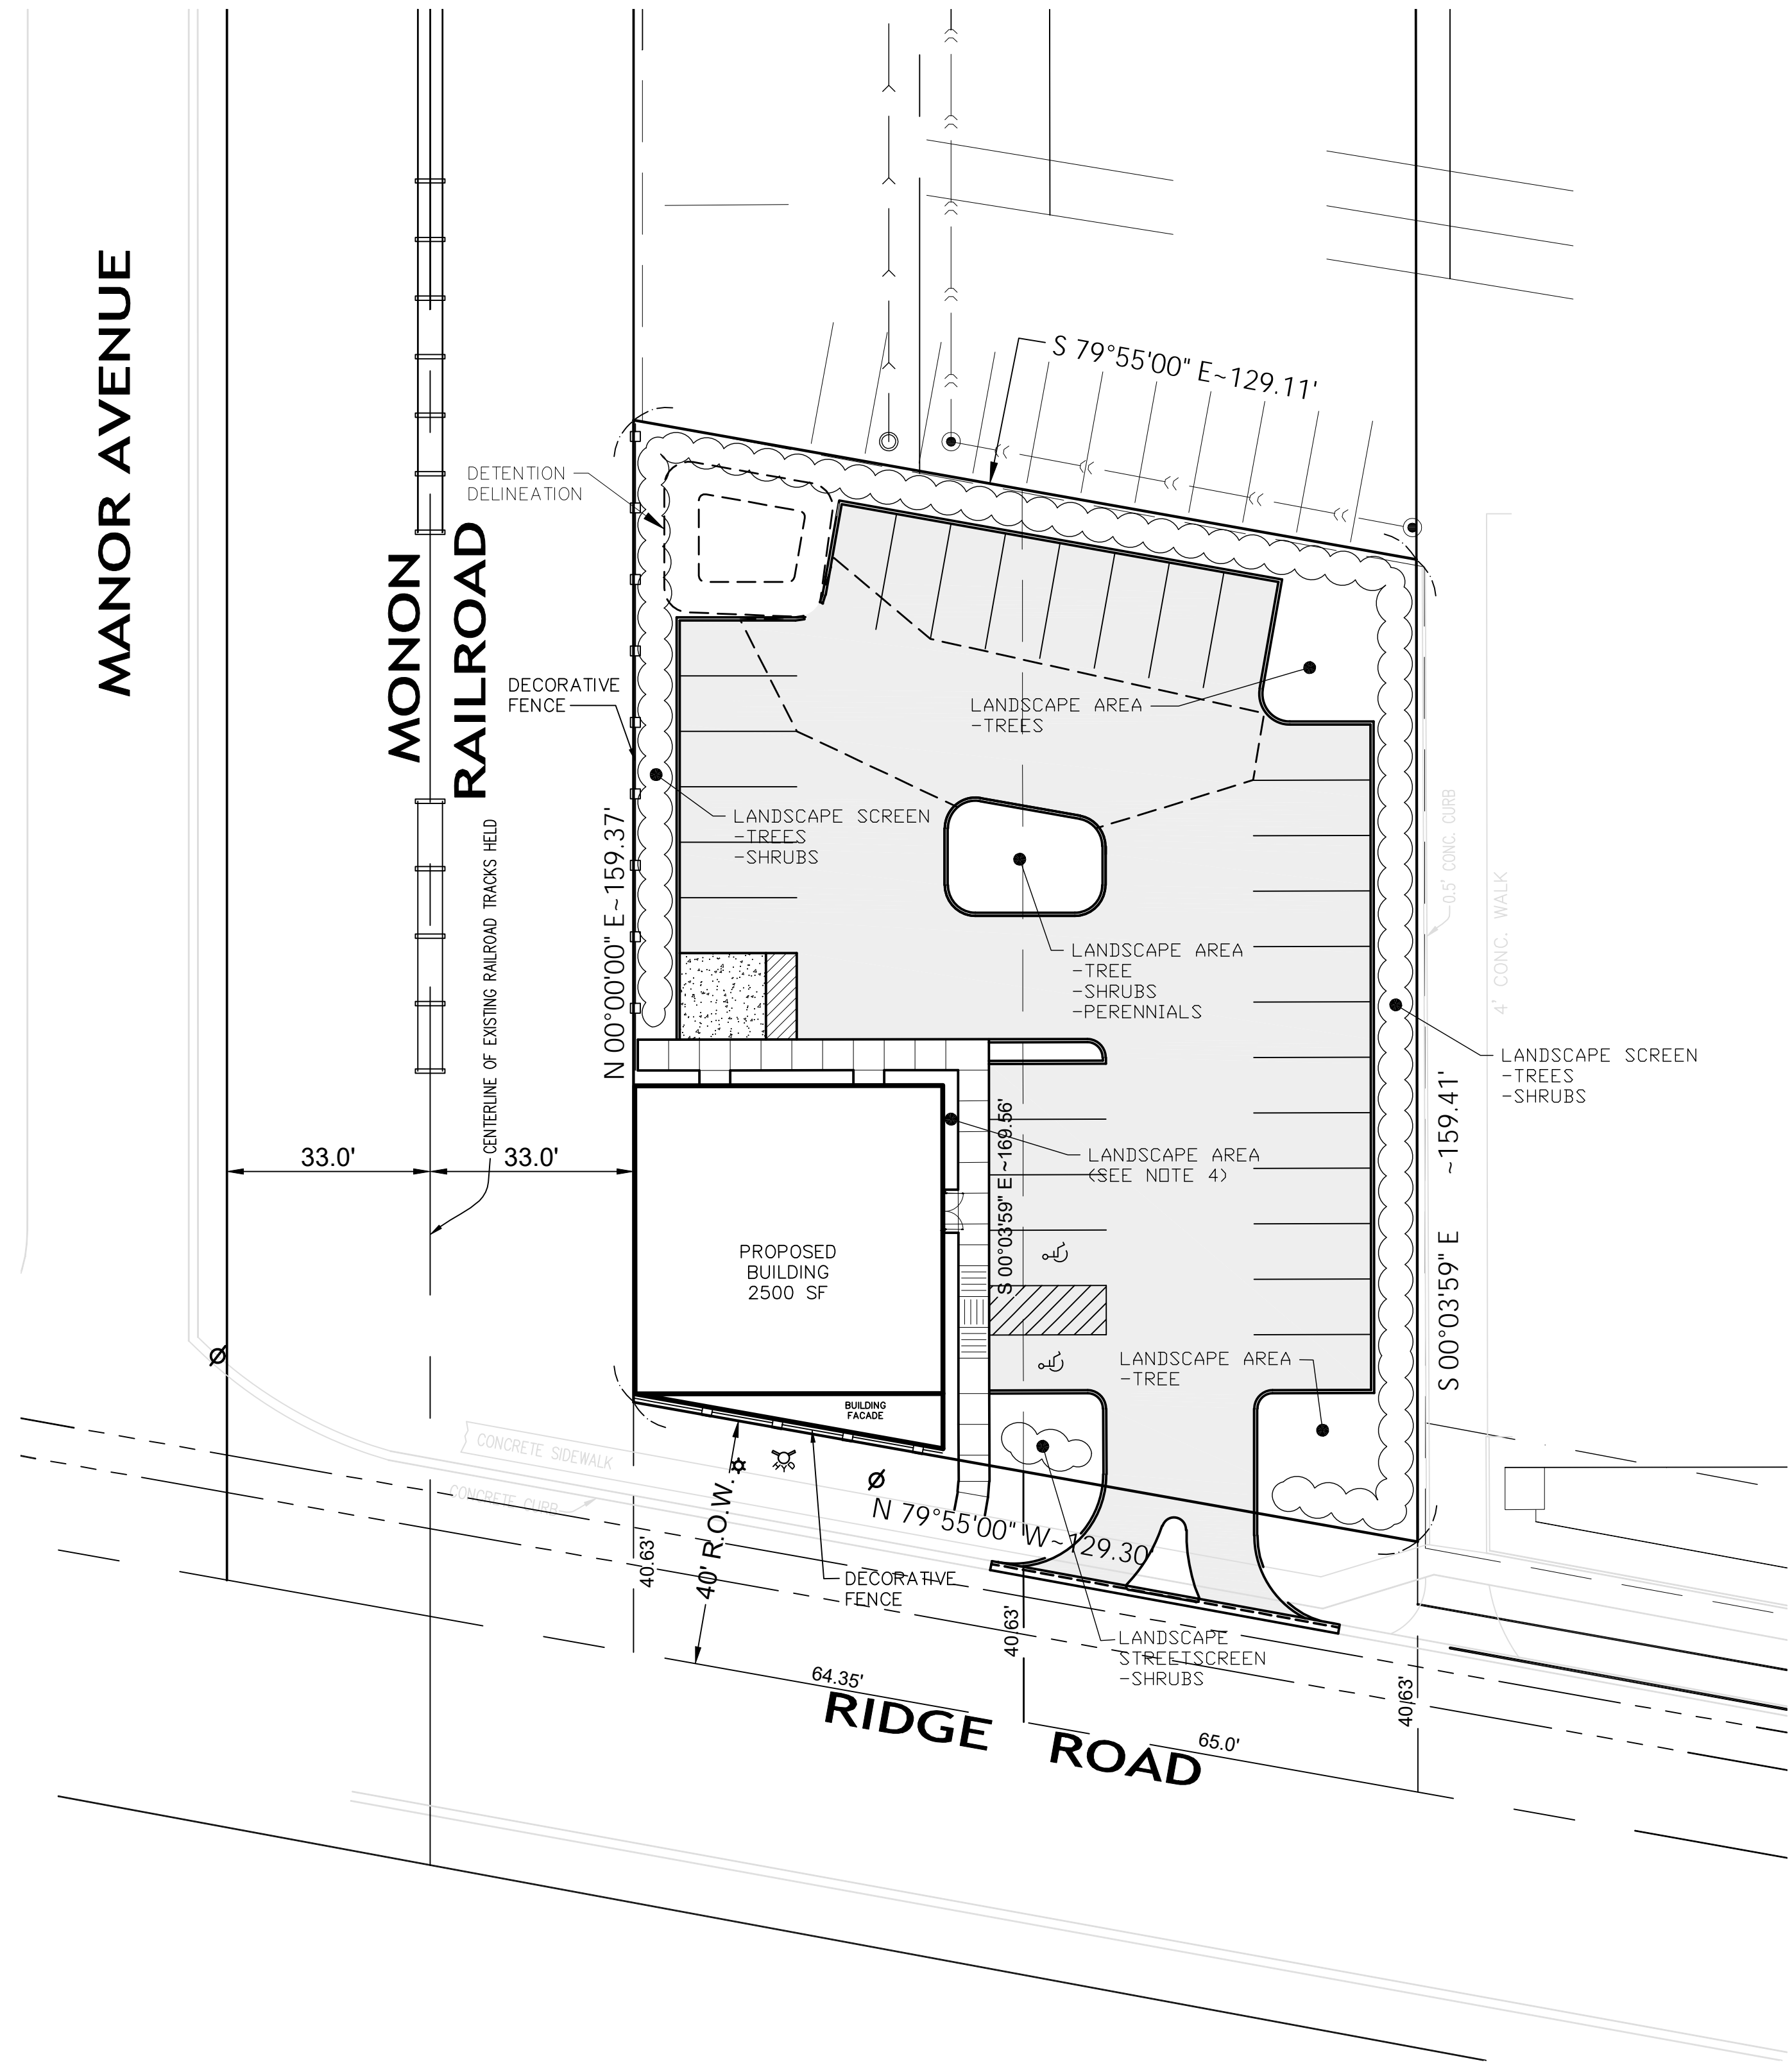 MANOR AVENUE
MONON
RAILROAD
S 79°55'00" E~129.11'
DETENTION
DELINEATION
DECORATIVE
FENCE
LANDSCAPE AREA
-TREES
LANDSCAPE SCREEN
-TREES
-SHRUBS
N 00°00'00" E~159.37'
CENTERLINE OF EXISTING RAILROAD TRACKS HELD
0.5' CONC. CURB
4' CONC. WALK
LANDSCAPE AREA
-TREE
-SHRUBS
-PERENNIALS
LANDSCAPE SCREEN
-TREES
-SHRUBS
33.0'
33.0'
S 00°03'59" E ~169.56'
LANDSCAPE AREA
(SEE NOTE 4)
S 00°03'59" E ~159.41'
PROPOSED
BUILDING
2500 SF
LANDSCAPE AREA
-TREE
BUILDING
FACADE
CONCRETE SIDEWALK
CONCRETE CURB
N 79°55'00" W~129.30'
40' R.O.W.
40.63'
DECORATIVE
FENCE
40.63'
LANDSCAPE
STREETSCREEN
-SHRUBS
40.63'
64.35'
RIDGE ROAD
65.0'